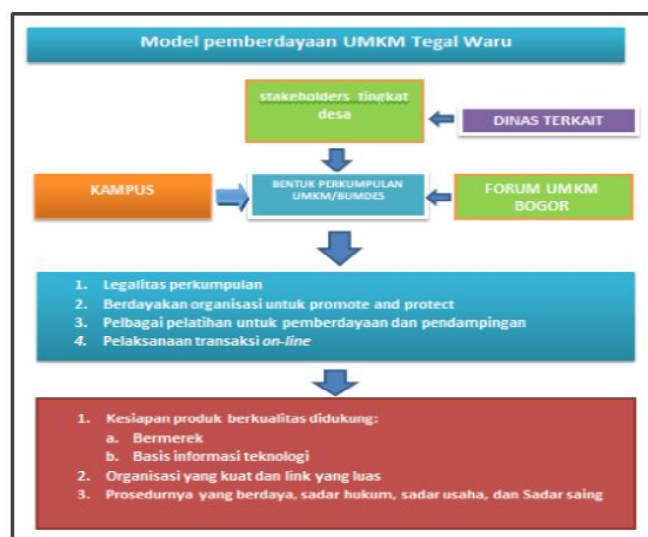 Model pemberdayaan UMKM Tegal Waru
stakeholders tingkat
desa
DINAS TERKAIT
KAMPUS
BENTUK PERKUMPULAN
UMKM/BUMDES
FORUM UMKM
BOGOR
1. Legalitas perkumpulan
2. Berdayakan organisasi untuk promote and protect
3. Pelbagai pelatihan untuk pemberdayaan dan pendampingan
4. Pelaksanaan transaksi on-line
1. Kesiapan produk berkualitas didukung:
a. Bermerek
b. Basis informasi teknologi
2. Organisasi yang kuat dan link yang luas
3. Prosedurnya yang berdaya, sadar hukum, sadar usaha, dan Sadar saing